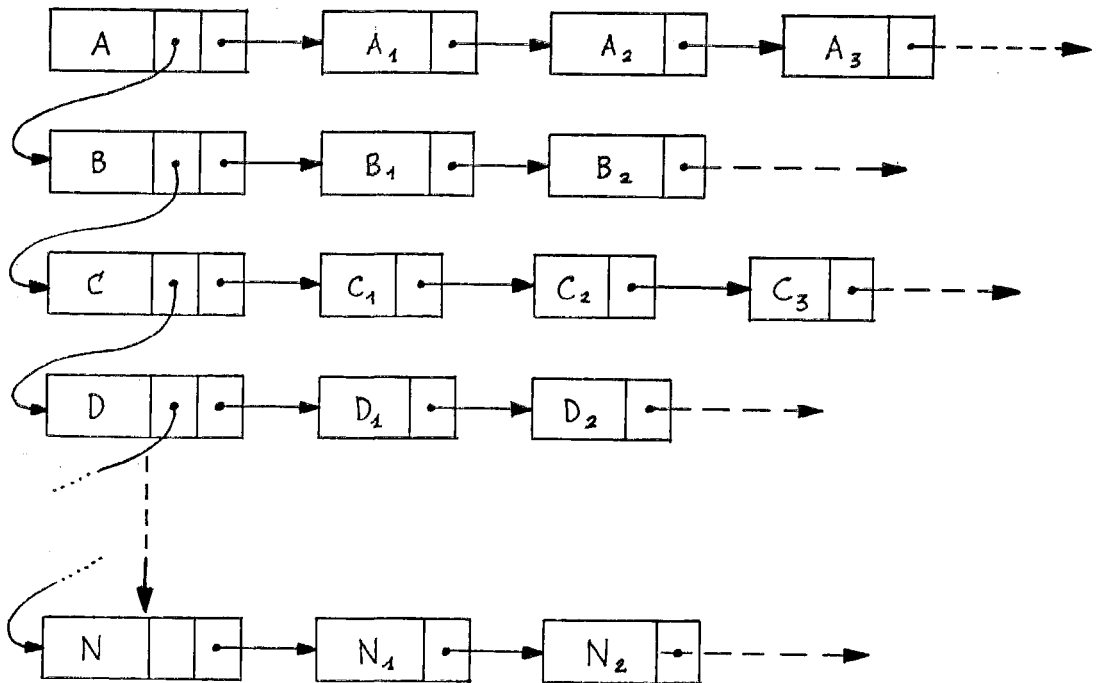 A A₁ A₂ A₃
B B₁ B₂
C C₁ C₂ C₃
D D₁ D₂
N N₁ N₂